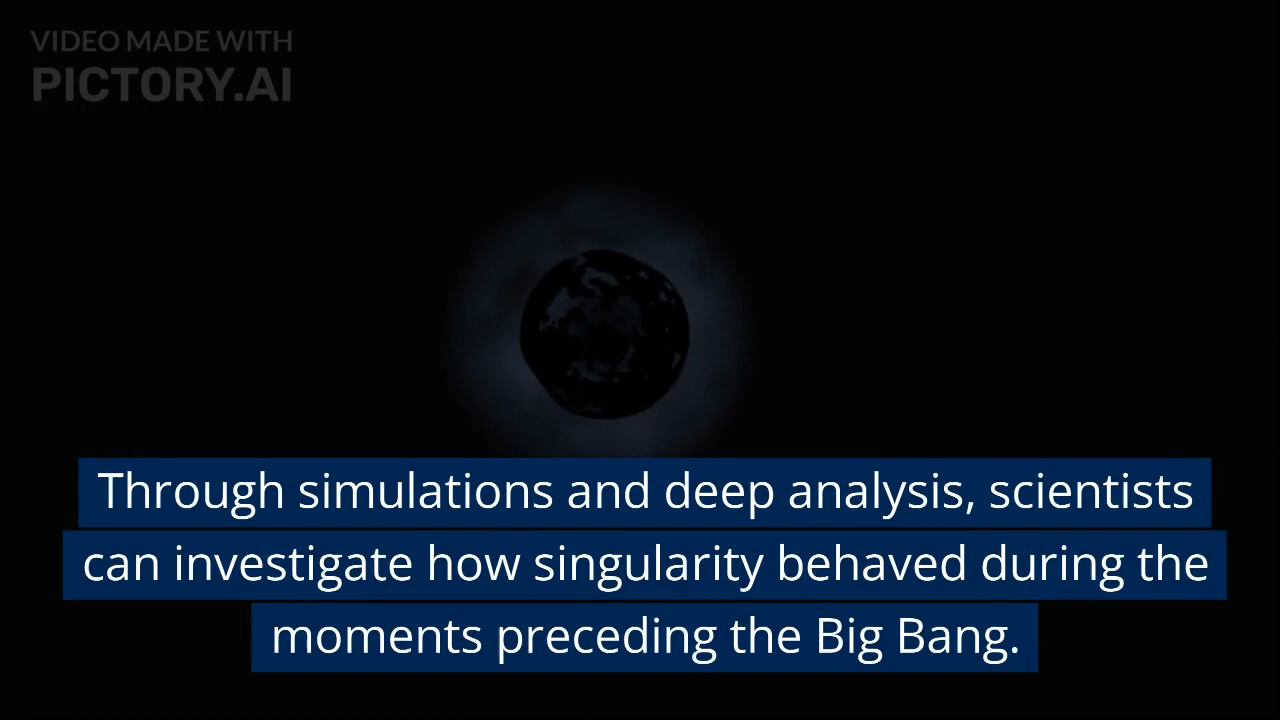 VIDEO MADE WITH
PICTORY.AI
Through simulations and deep analysis, scientists
can investigate how singularity behaved during the
moments preceding the Big Bang.